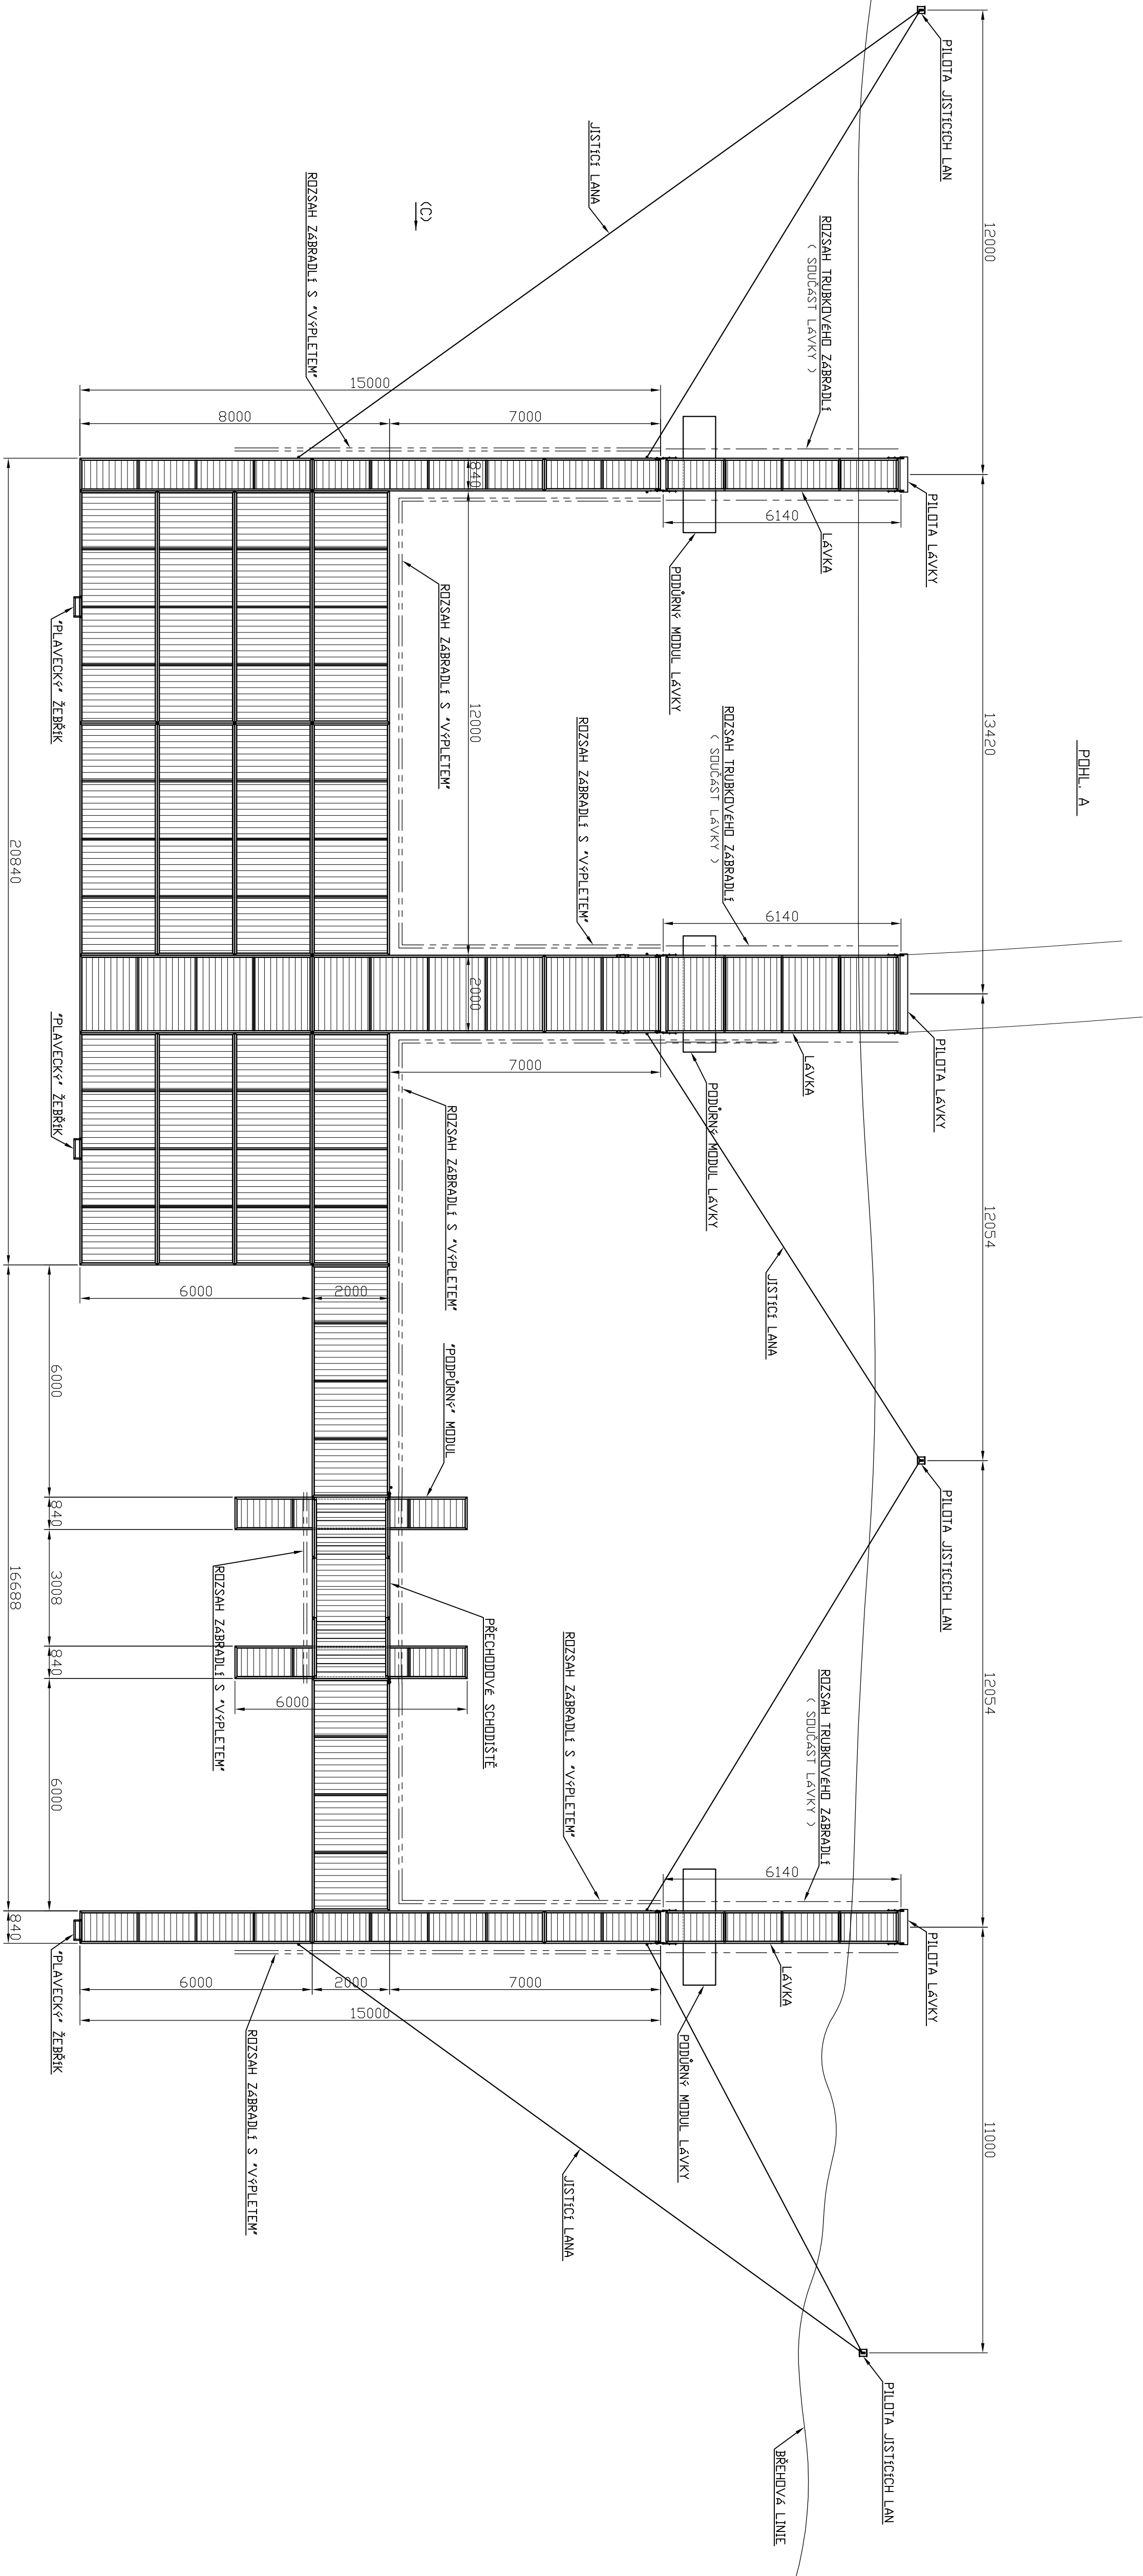 POHL. A
12000
13420
12054
12054
11000
PILOTA JISTÍCÍCH LAN
PILOTA LÁVKY
PILOTA LÁVKY
PILOTA JISTÍCÍCH LAN
PILOTA LÁVKY
PILOTA JISTÍCÍCH LAN
ROZSAH TRUBKOVÉHO ZÁBRADLÍ
( SOUČÁST LÁVKY )
6140
LÁVKA
ROZSAH TRUBKOVÉHO ZÁBRADLÍ
( SOUČÁST LÁVKY )
6140
LÁVKA
ROZSAH TRUBKOVÉHO ZÁBRADLÍ
( SOUČÁST LÁVKY )
6140
LÁVKA
BŘEHOVÁ LINIE
PODŮRNÝ MODUL LÁVKY
PODŮRNÝ MODUL LÁVKY
PODŮRNÝ MODUL LÁVKY
JISTÍCÍ LANA
JISTÍCÍ LANA
JISTÍCÍ LANA
ROZSAH ZÁBRADLÍ S "VÝPLETEM"
ROZSAH ZÁBRADLÍ S "VÝPLETEM"
7000
7000
7000
(C)
15000
840
12000
2000
ROZSAH ZÁBRADLÍ S "VÝPLETEM"
ROZSAH ZÁBRADLÍ S "VÝPLETEM"
"PODPŮRNÝ" MODUL
PŘECHODOVÉ SCHODIŠTĚ
15000
ROZSAH ZÁBRADLÍ S "VÝPLETEM"
8000
2000
6000
2000
ROZSAH ZÁBRADLÍ S "VÝPLETEM"
ROZSAH ZÁBRADLÍ S "VÝPLETEM"
6000
6000
"PLAVECKÝ" ŽEBŘÍK
"PLAVECKÝ" ŽEBŘÍK
6000
840
3008
840
6000
"PLAVECKÝ" ŽEBŘÍK
20840
16688
840